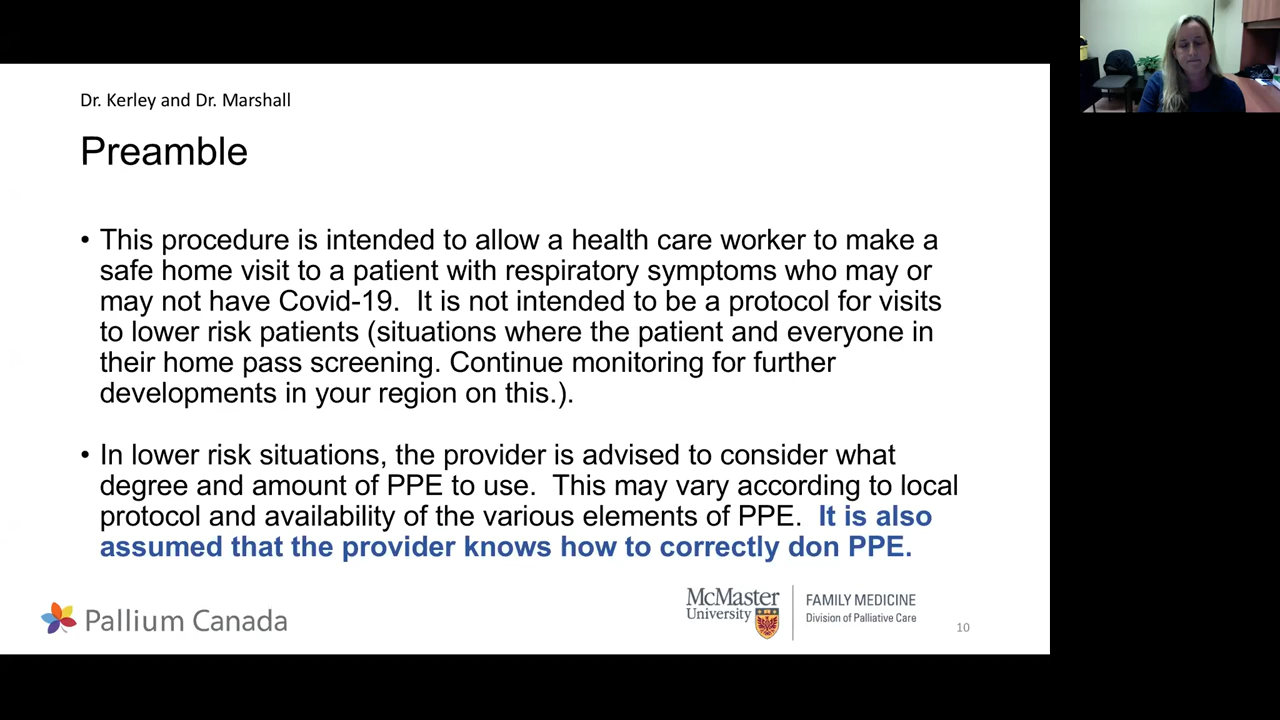 Dr. Kerley and Dr. Marshall
Preamble
• This procedure is intended to allow a health care worker to make a
safe home visit to a patient with respiratory symptoms who may or
may not have Covid-19.  It is not intended to be a protocol for visits
to lower risk patients (situations where the patient and everyone in
their home pass screening. Continue monitoring for further
developments in your region on this.).
• In lower risk situations, the provider is advised to consider what
degree and amount of PPE to use.  This may vary according to local
protocol and availability of the various elements of PPE.  It is also
assumed that the provider knows how to correctly don PPE.
Pallium Canada
McMaster
University
FAMILY MEDICINE
Division of Palliative Care
10